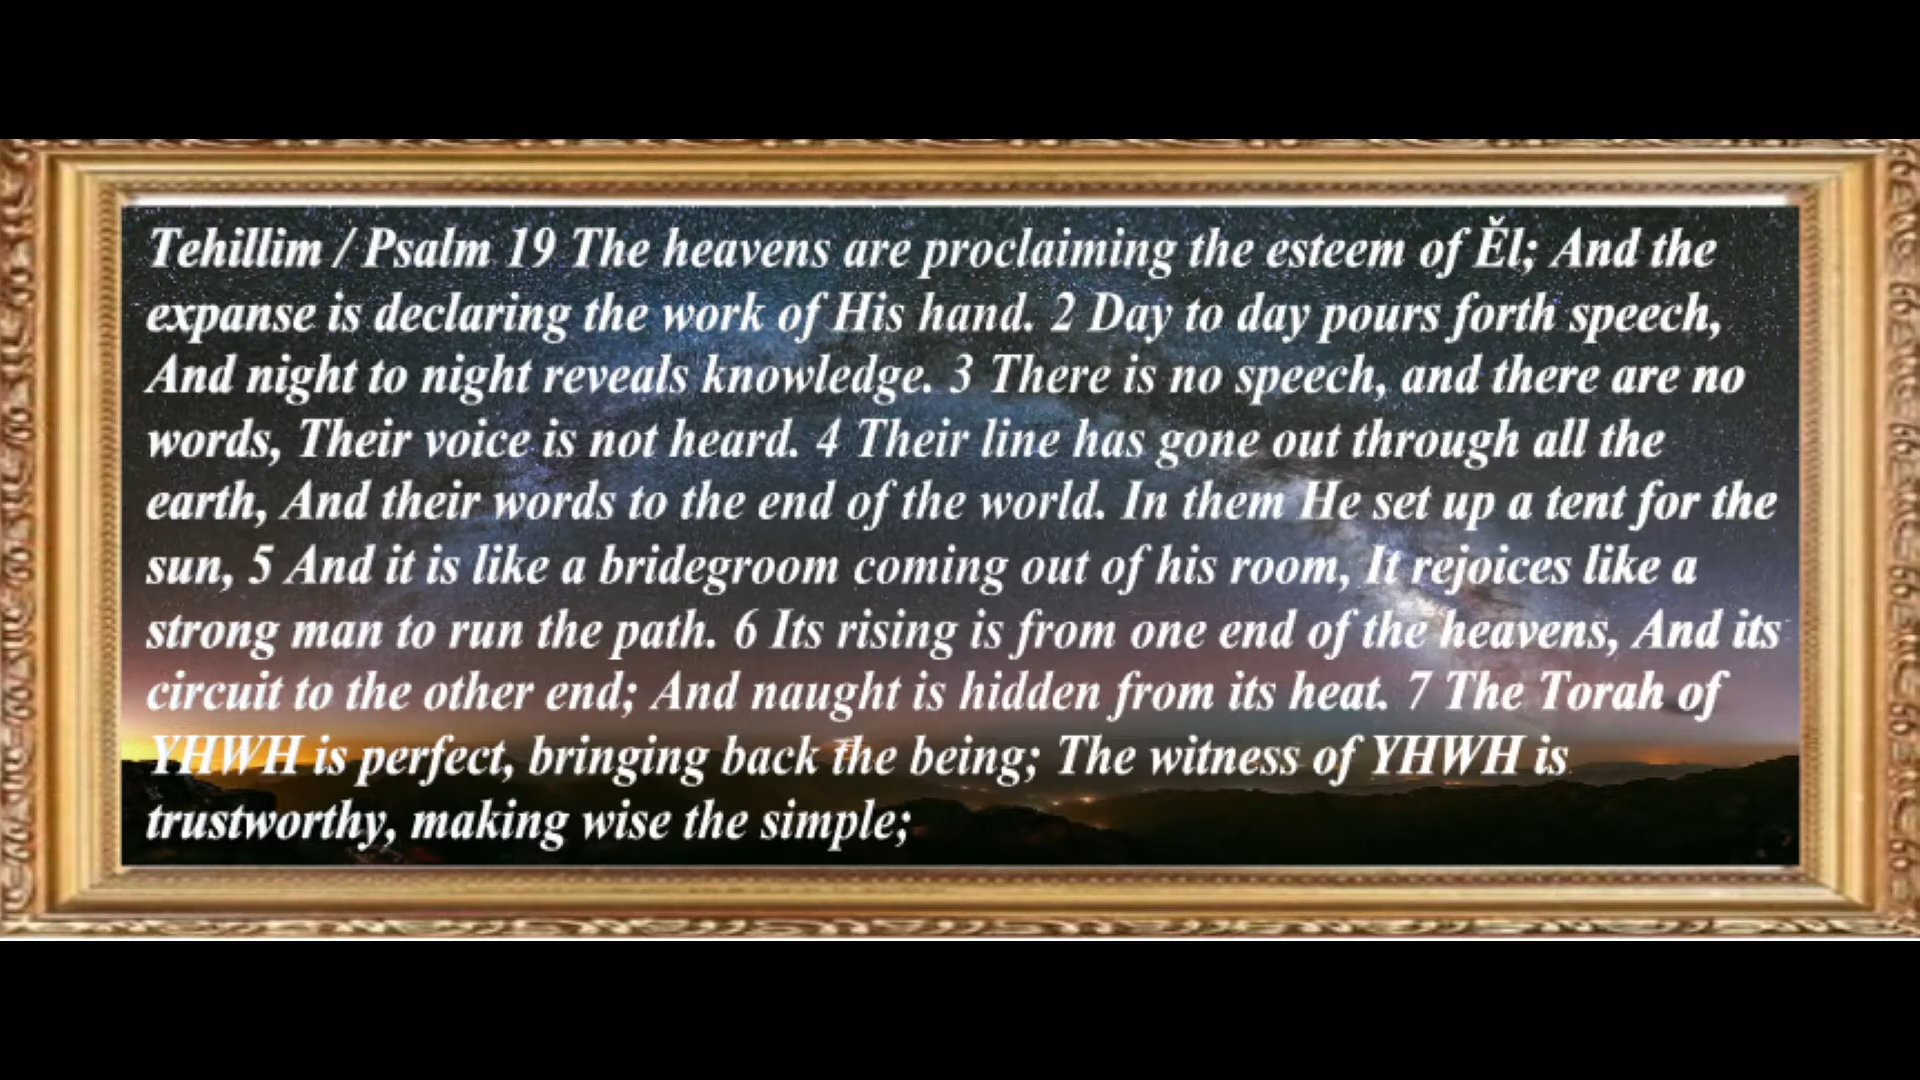 Tehillim / Psalm 19 The heavens are proclaiming the esteem of Ĕl; And the
expanse is declaring the work of His hand. 2 Day to day pours forth speech,
And night to night reveals knowledge. 3 There is no speech, and there are no
words, Their voice is not heard. 4 Their line has gone out through all the
earth, And their words to the end of the world. In them He set up a tent for the
sun, 5 And it is like a bridegroom coming out of his room, It rejoices like a
strong man to run the path. 6 Its rising is from one end of the heavens, And its
circuit to the other end; And naught is hidden from its heat. 7 The Torah of
YHWH is perfect, bringing back the being; The witness of YHWH is
trustworthy, making wise the simple;